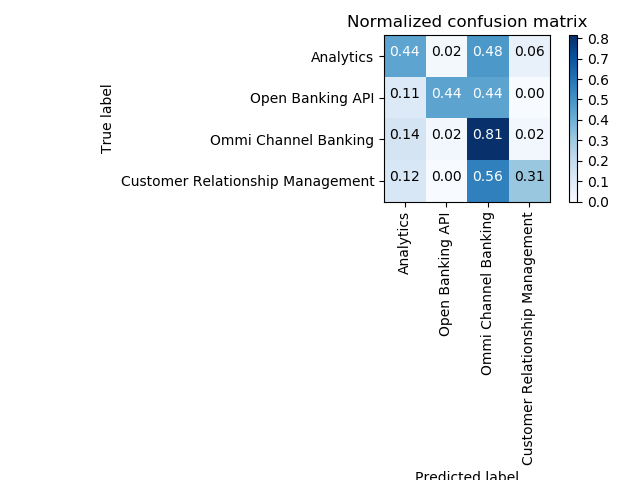 Normalized confusion matrix
True label
Analytics 0.44 0.02 0.48 0.06
Open Banking API 0.11 0.44 0.44 0.00
Ommi Channel Banking 0.14 0.02 0.81 0.02
Customer Relationship Management 0.12 0.00 0.56 0.31
0.8
0.7
0.6
0.5
0.4
0.3
0.2
0.1
0.0
Analytics
Open Banking API
Ommi Channel Banking
Customer Relationship Management
Predicted label